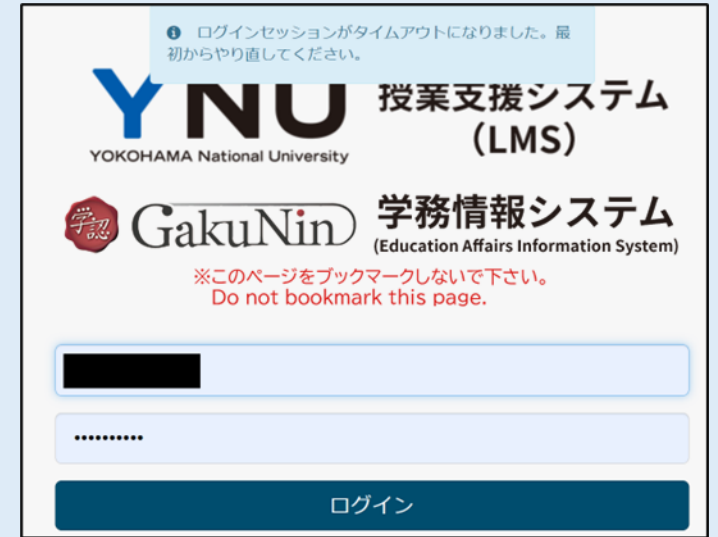 ログインセッションがタイムアウトになりました。最
初からやり直してください。
YNU
YOKOHAMA National University
授業支援システム
(LMS)
学認 GakuNin
学務情報システム
(Education Affairs Information System)
※このページをブックマークしないで下さい。
Do not bookmark this page.
••••••••••
ログイン